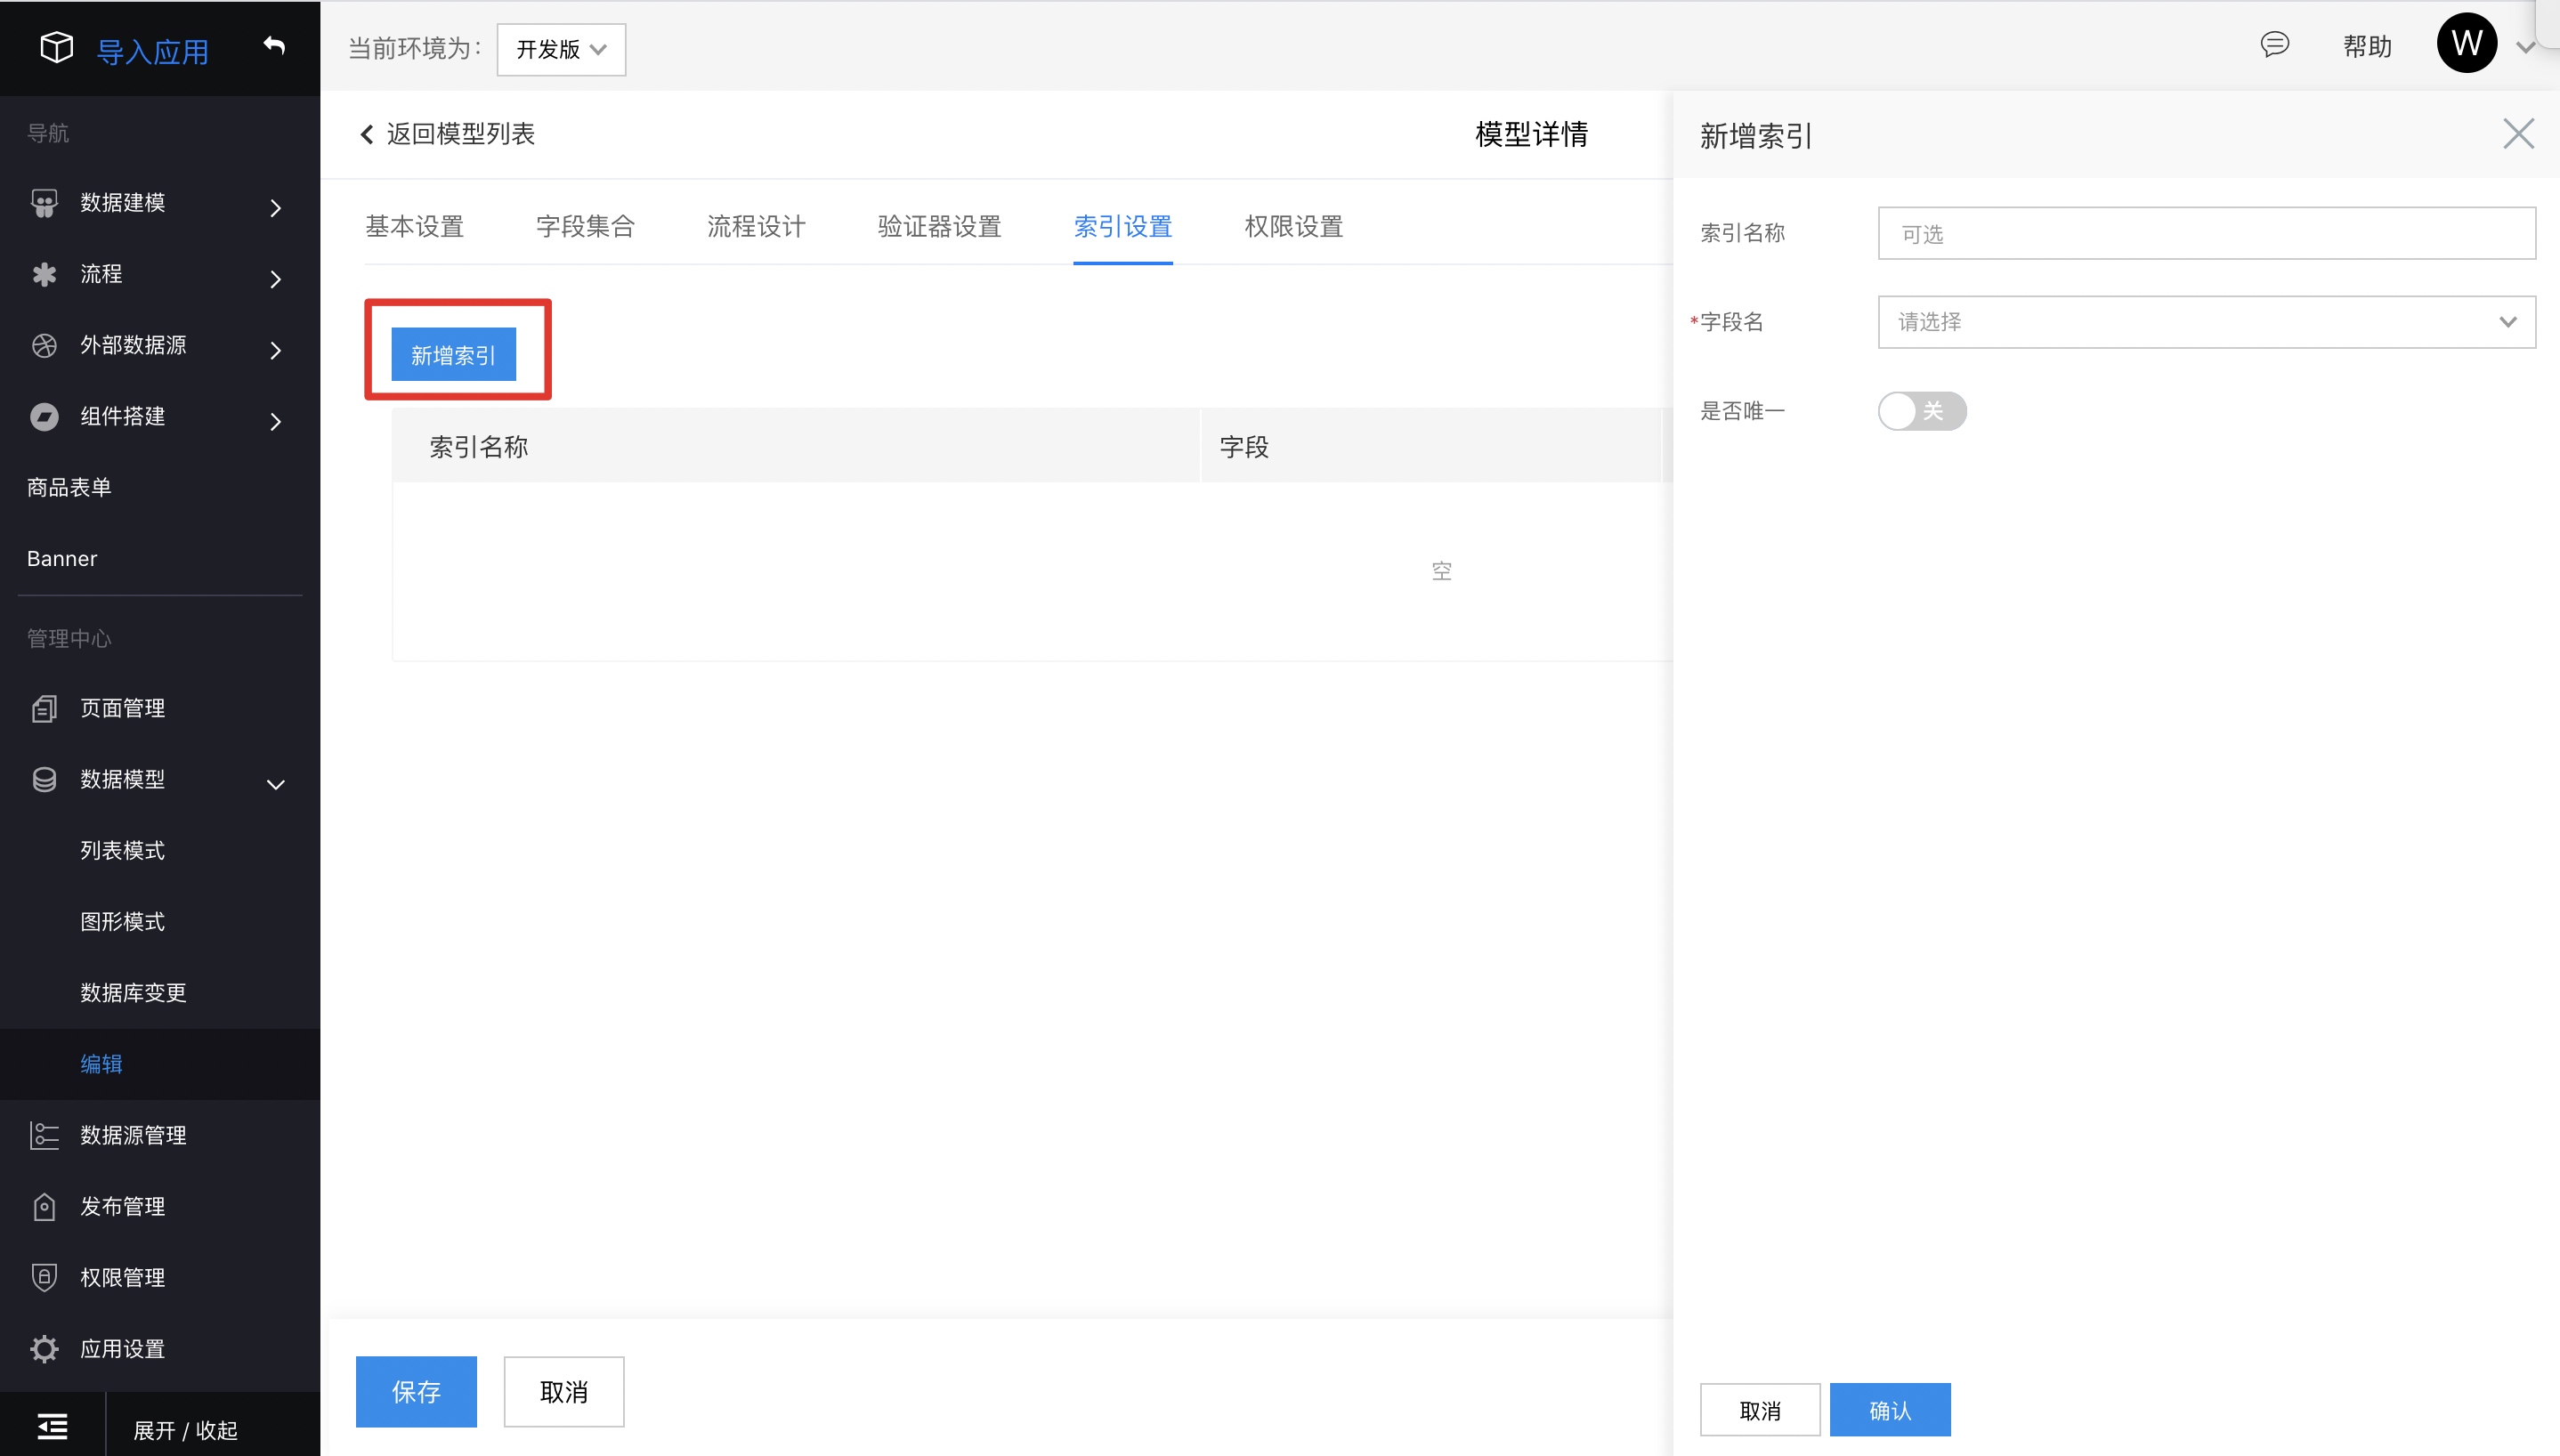 导入应用
导航
数据建模
流程
外部数据源
组件搭建
商品表单
Banner
管理中心
页面管理
数据模型
列表模式
图形模式
数据库变更
编辑
数据源管理
发布管理
权限管理
应用设置
展开 / 收起
当前环境为：
开发版
帮助
W
返回模型列表
模型详情
基本设置
字段集合
流程设计
验证器设置
索引设置
权限设置
新增索引
索引名称
字段
空
保存
取消
新增索引
索引名称
可选
*字段名
请选择
是否唯一
关
取消
确认